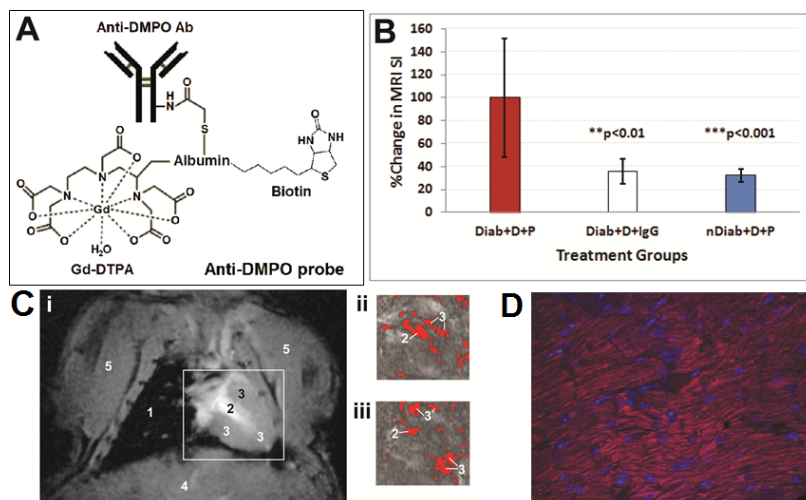 A
Anti-DMPO Ab
O
N
H
S
O
O
O
HN
NH
S
Biotin
Albumin
N
N
N
Gd
O
O
O
O
O
O
O
O
H₂O
Gd-DTPA
Anti-DMPO probe
B
%Change in MRI SI
160
140
120
100
80
60
40
20
0
**p<0.01
***p<0.001
Diab+D+P
Diab+D+IgG
nDiab+D+P
Treatment Groups
C
i
5
5
1
3
2
3
3
4
ii
3
2
iii
3
2
3
D